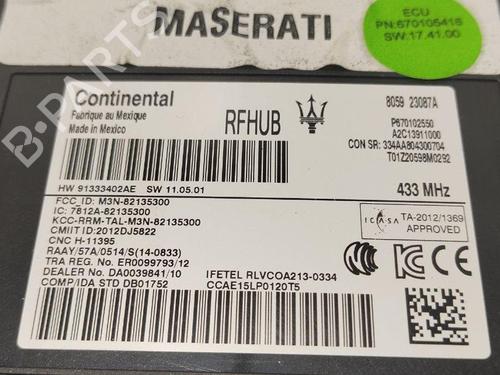 MASERATI
ECU
PN:670105418
SW:17.41.00
Continental
Fabrique au Mexique
Made in Mexico
RFHUB
8059 23087A
P670102550
A2C13911000
CON SR: 334AA804300704
T01Z20598M0292
HW 91333402AE SW 11.05.01
433 MHz
FCC_ID: M3N-82135300
IC: 7812A-82135300
KCC-RRM-TAL-M3N-82135300
CMIIT ID:2012DJ5822
CNC H-11395
RAAY/57A/0514/S(14-0833)
TRA REG. No. ER0099793/12
DEALER No. DA0039841/10
COMP/IDA STD DB01752
IFETEL RLVCOA213-0334
CCAE15LP0120T5
ICASA
TA-2012/1369
APPROVED
B-PARTS